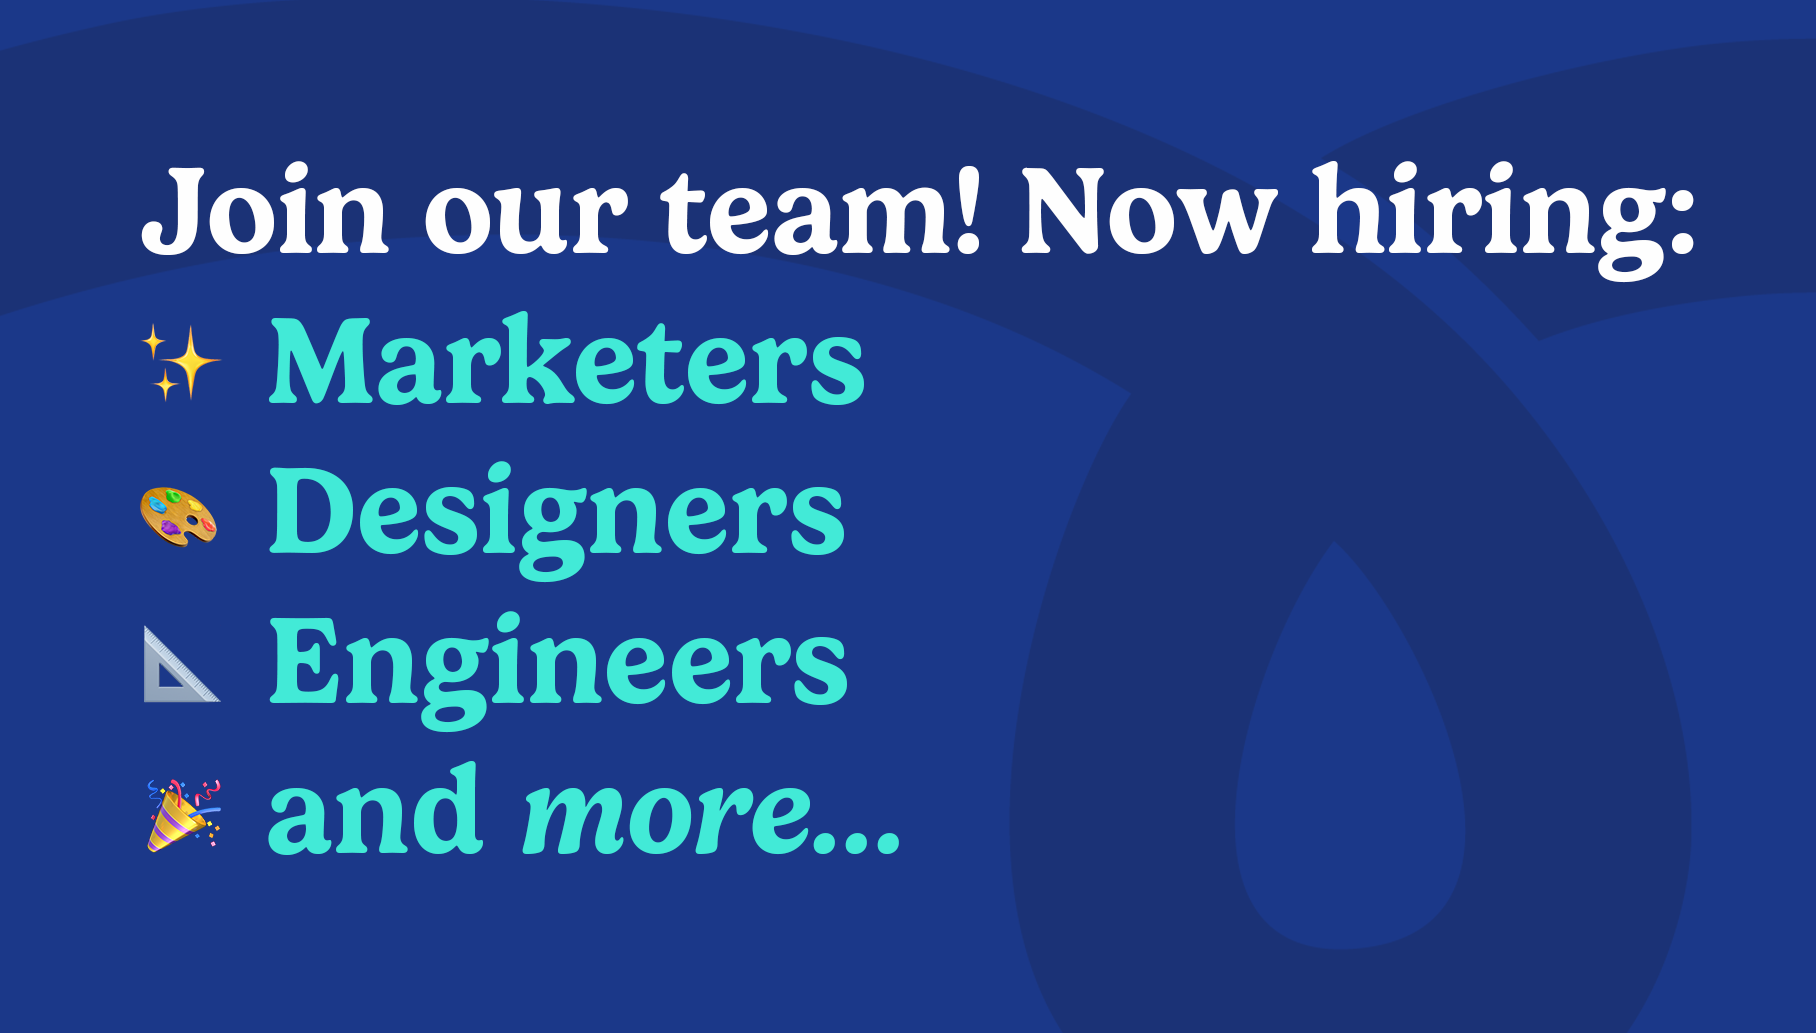 Join our team! Now hiring:
✨ Marketers
🎨 Designers
📐 Engineers
🎉 and more...